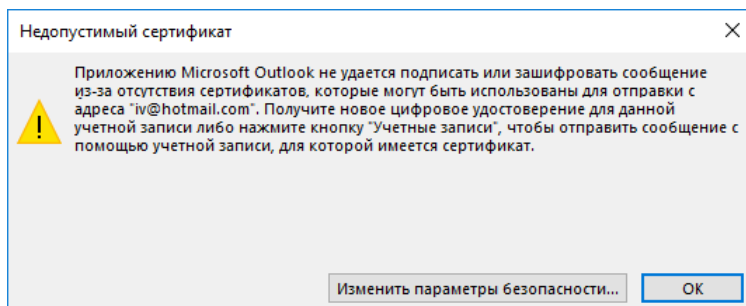 Недопустимый сертификат
Приложению Microsoft Outlook не удается подписать или зашифровать сообщение
из-за отсутствия сертификатов, которые могут быть использованы для отправки с
адреса "iv@hotmail.com". Получите новое цифровое удостоверение для данной
учетной записи либо нажмите кнопку "Учетные записи", чтобы отправить сообщение с
помощью учетной записи, для которой имеется сертификат.
Изменить параметры безопасности... ОК